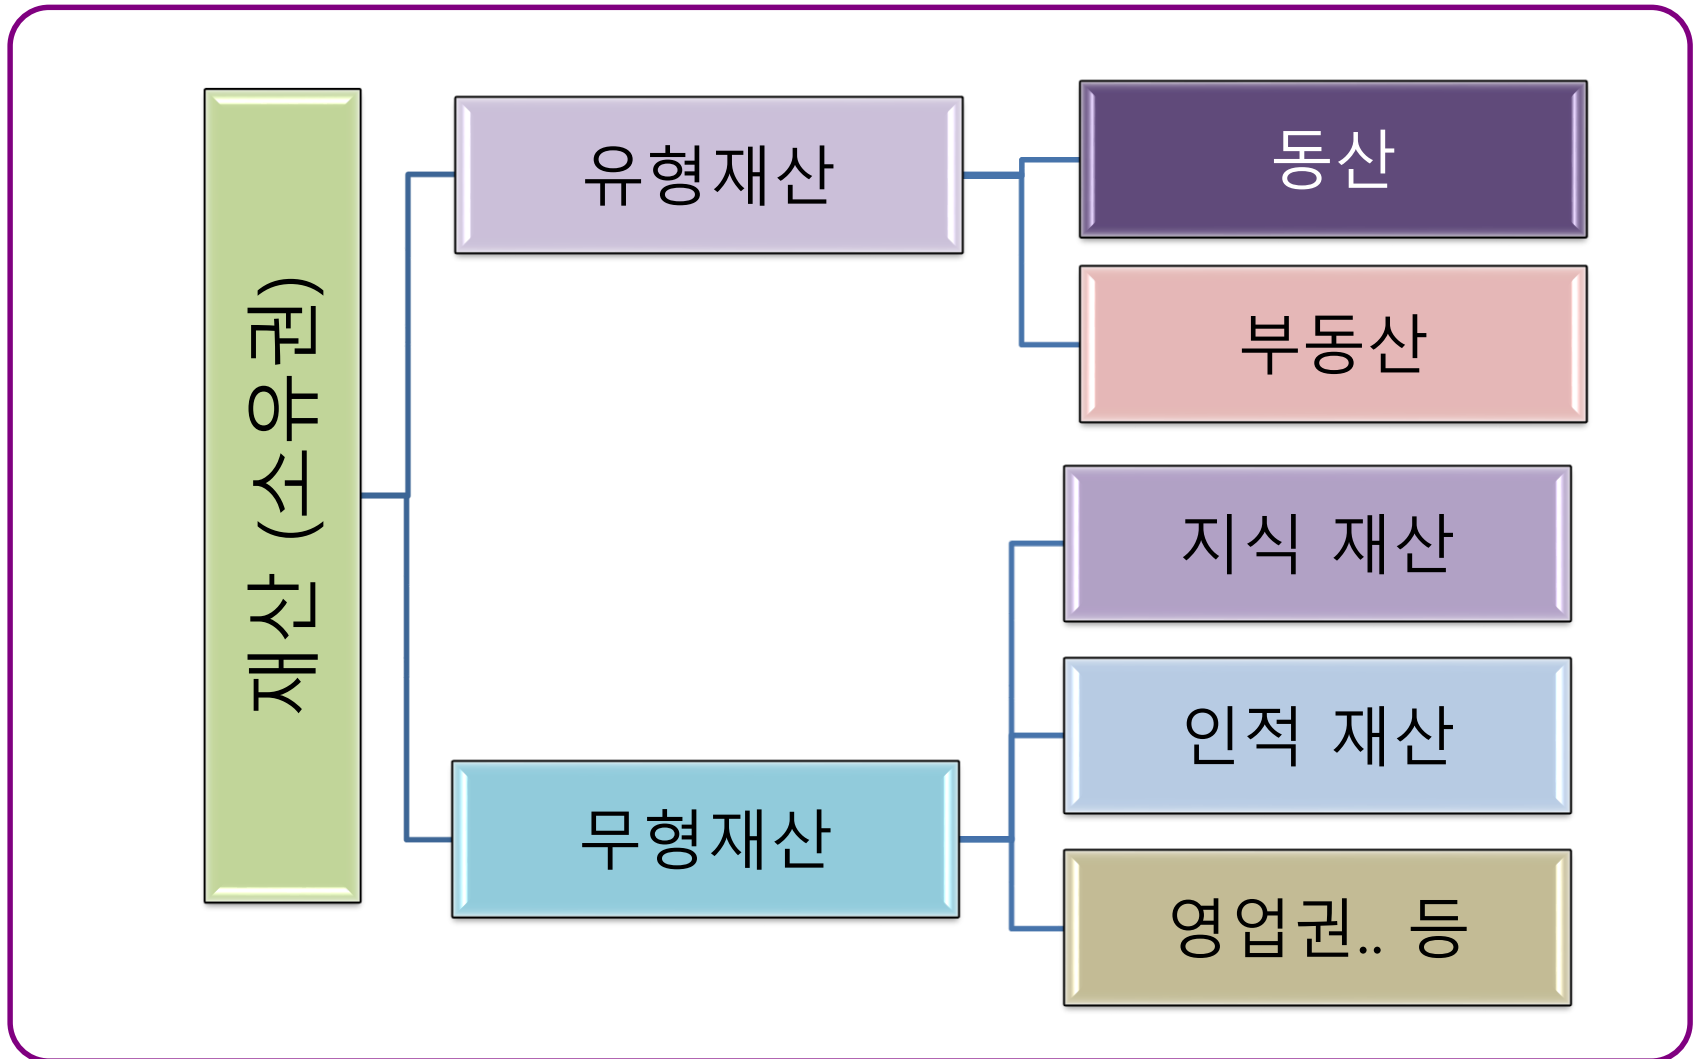 재산 (소유권)
유형재산
동산
부동산
무형재산
지식 재산
인적 재산
영업권.. 등